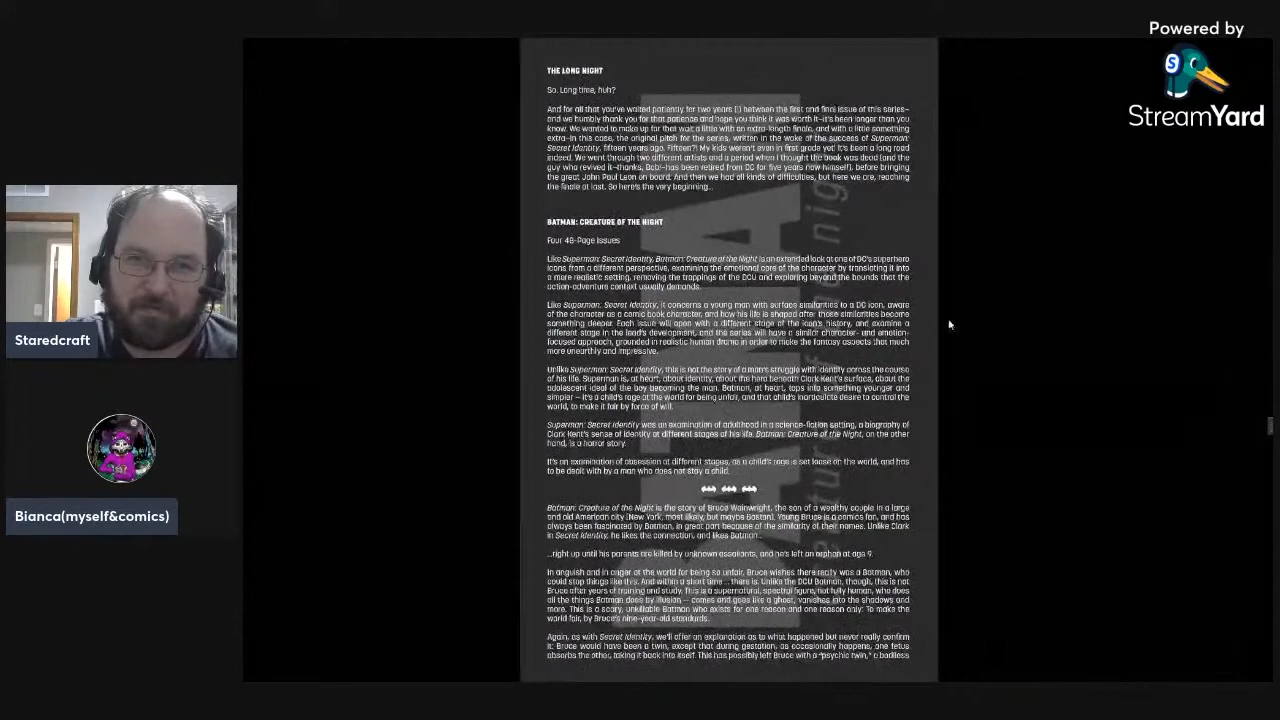 Powered by
StreamYard
THE LONG NIGHT
So. Long time, huh?
And for all that you've waited patiently for two years (!) between the first and final issue of this series—
and we humbly thank you for that patience and hope you think it was worth it—it's been longer than you
know. We wanted to make up for that wait a little with an extra-length finale, and with a little something
extra—in this case, the original pitch for the series, written in the wake of the success of Superman:
Secret Identity, fifteen years ago. Fifteen?! My kids weren't even in first grade yet! It's been a long road
indeed. We went through two different artists and a period when I thought the book was dead (and the
guy who revived it—thanks, Bob!—has been retired from DC for five years now himself), before bringing
the great John Paul Leon on board. And then we had all kinds of difficulties, but here we are, reaching
the finale at last. So here's the very beginning...
BATMAN: CREATURE OF THE NIGHT
Four 48-Page Issues
Like Superman: Secret Identity, Batman: Creature of the Night is an extended look at one of DC's superhero
icons from a different perspective, examining the emotional core of the character by translating it into
a more realistic setting, removing the trappings of the DCU and exploring beyond the bounds that the
action-adventure context usually demands.
Like Superman: Secret Identity, it concerns a young man with surface similarities to a DC icon, aware
of the character as a comic book character, and how his life is shaped after those similarities become
something deeper. Each issue will open with a different stage of the icon's history, and examine a
different stage in the lead's development, and the series will have a similar character- and emotion-
focused approach, grounded in realistic human drama in order to make the fantasy aspects that much
more unearthly and impressive.
Unlike Superman: Secret Identity, this is not the story of a man's struggle with identity across the course
of his life. Superman is, at heart, about identity, about the hero beneath Clark Kent's surface, about the
adolescent ideal of the boy becoming the man. Batman, at heart, taps into something younger and
simpler -- it's a child's rage at the world for being unfair, and that child's inarticulate desire to control the
world, to make it fair by force of will.
Superman: Secret Identity was an examination of adulthood in a science-fiction setting, a biography of
Clark Kent's sense of identity at different stages of his life. Batman: Creature of the Night, on the other
hand, is a horror story.
It's an examination of obsession at different stages, as a child's rage is set loose on the world, and has
to be dealt with by a man who does not stay a child.
Batman: Creature of the Night is the story of Bruce Wainwright, the son of a wealthy couple in a large
and old American city (New York, most likely, but maybe Boston). Young Bruce is a comics fan, and has
always been fascinated by Batman, in great part because of the similarity of their names. Unlike Clark
in Secret Identity, he likes the connection, and likes Batman...
...right up until his parents are killed by unknown assailants, and he's left an orphan at age 9.
In anguish and in anger at the world for being so unfair, Bruce wishes there really was a Batman, who
could stop things like this. And within a short time ... there is. Unlike the DCU Batman, though, this is not
Bruce after years of training and study. This is a supernatural, spectral figure, not fully human, who does
all the things Batman does by illusion -- comes and goes like a ghost, vanishes into the shadows and
more. This is a scary, unkillable Batman who exists for one reason and one reason only: To make the
world fair, by Bruce's nine-year-old standards.
Again, as with Secret Identity, we'll offer an explanation as to what happened but never really confirm
it: Bruce would have been a twin, except that during gestation, as occasionally happens, one fetus
absorbs the other, taking it back into itself. This has possibly left Bruce with a "psychic twin," a bodiless
Staredcraft
Bianca(myself&comics)